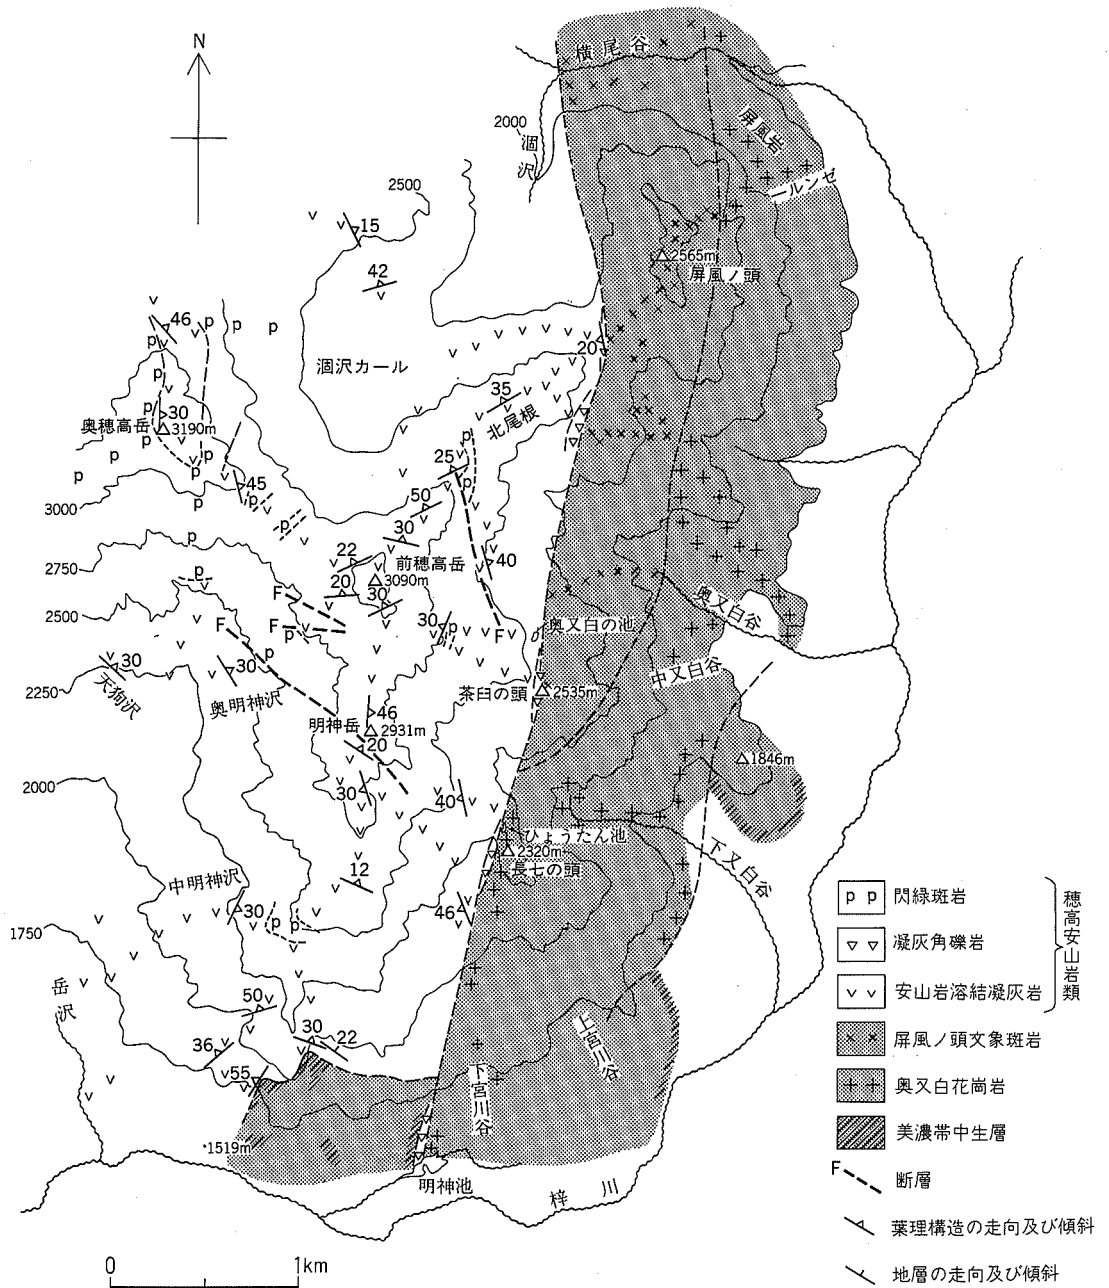 N
横尾谷
2000
涸沢
屏風岩
一ルンゼ
2500
15
42
2565m
屏風ノ頭
46
p
p
p
p
20
涸沢カール
35
北尾根
30
奥穂高岳
3190m
25
45
50
3000
30
22
前穂高岳
40
2750
20
3090m
30
奥又白谷
2500
F
F
F
30
F
奥又白の池
中又白谷
30
天狗沢
30
奥明神沢
2250
茶臼の頭
2535m
46
明神岳
2931m
20
1846m
2000
30
40
ひょうたん池
2320m
長七の頭
下又白谷
12
中明神沢
30
46
1750
岳沢
50
30
22
36
55
上宮川谷
下宮川谷
1519m
明神池
梓川
p p 閃緑斑岩
凝灰角礫岩
v v 安山岩溶結凝灰岩
穂高安山岩類
× × 屏風ノ頭文象斑岩
+ + 奥又白花崗岩
美濃帯中生層
F 断層
葉理構造の走向及び傾斜
地層の走向及び傾斜
0 1km